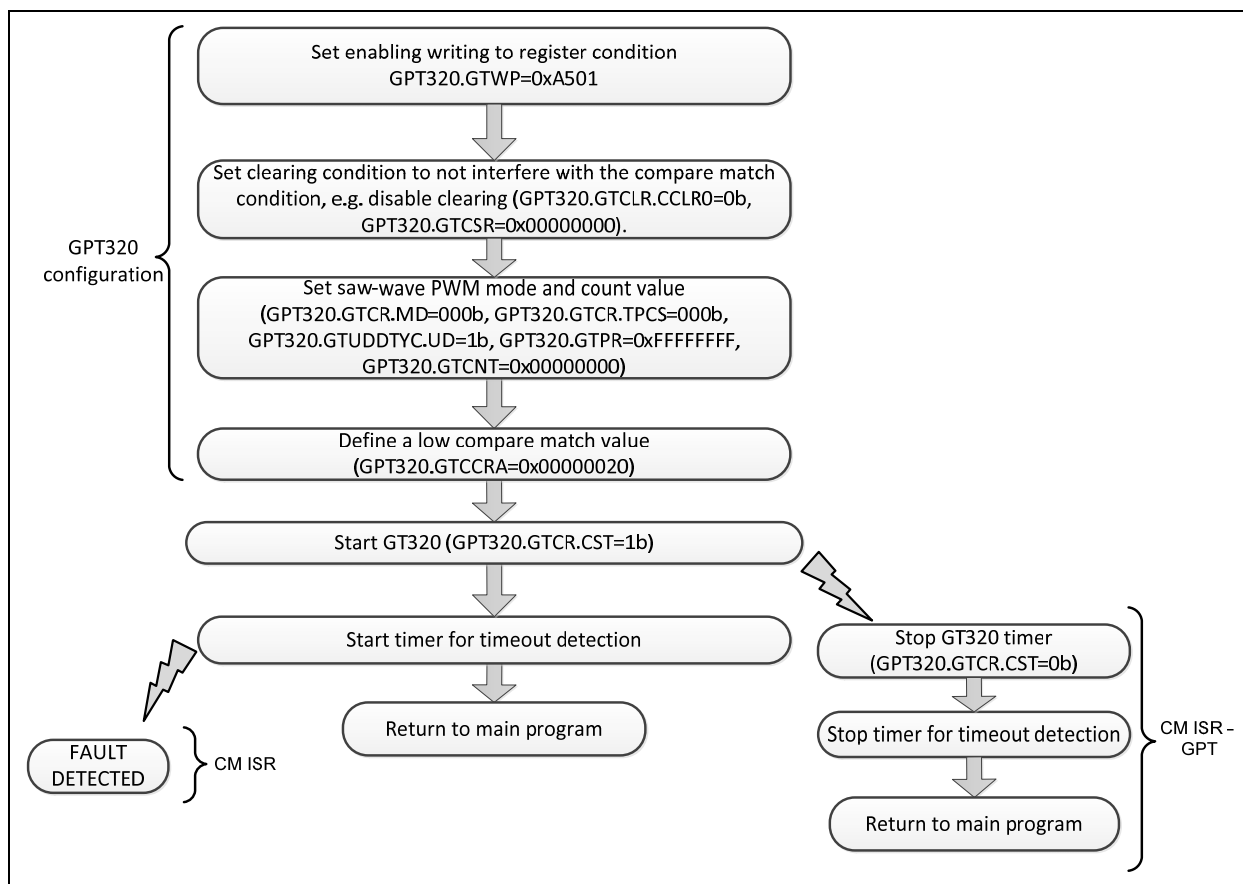 Set enabling writing to register condition
GPT320.GTWP=0xA501
Set clearing condition to not interfere with the compare match
condition, e.g. disable clearing (GPT320.GTCLR.CCLR0=0b,
GPT320.GTCSR=0x00000000).
GPT320
configuration
Set saw-wave PWM mode and count value
(GPT320.GTCR.MD=000b, GPT320.GTCR.TPCS=000b,
GPT320.GTUDDTYC.UD=1b, GPT320.GTPR=0xFFFFFFFF,
GPT320.GTCNT=0x00000000)
Define a low compare match value
(GPT320.GTCCRA=0x00000020)
Start GT320 (GPT320.GTCR.CST=1b)
Start timer for timeout detection
Return to main program
FAULT
DETECTED
CM ISR
Stop GT320 timer
(GPT320.GTCR.CST=0b)
Stop timer for timeout detection
Return to main program
CM ISR –
GPT